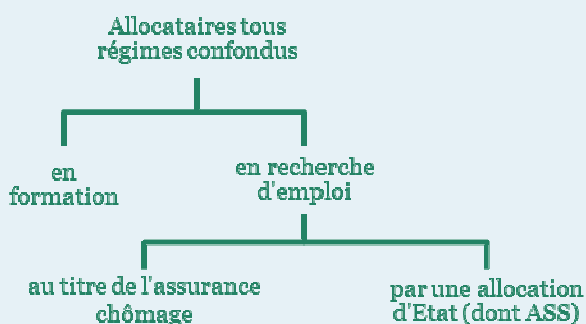 Allocataires tous
régimes confondus
en
formation
en recherche
d'emploi
au titre de l'assurance
chômage
par une allocation
d'Etat (dont ASS)